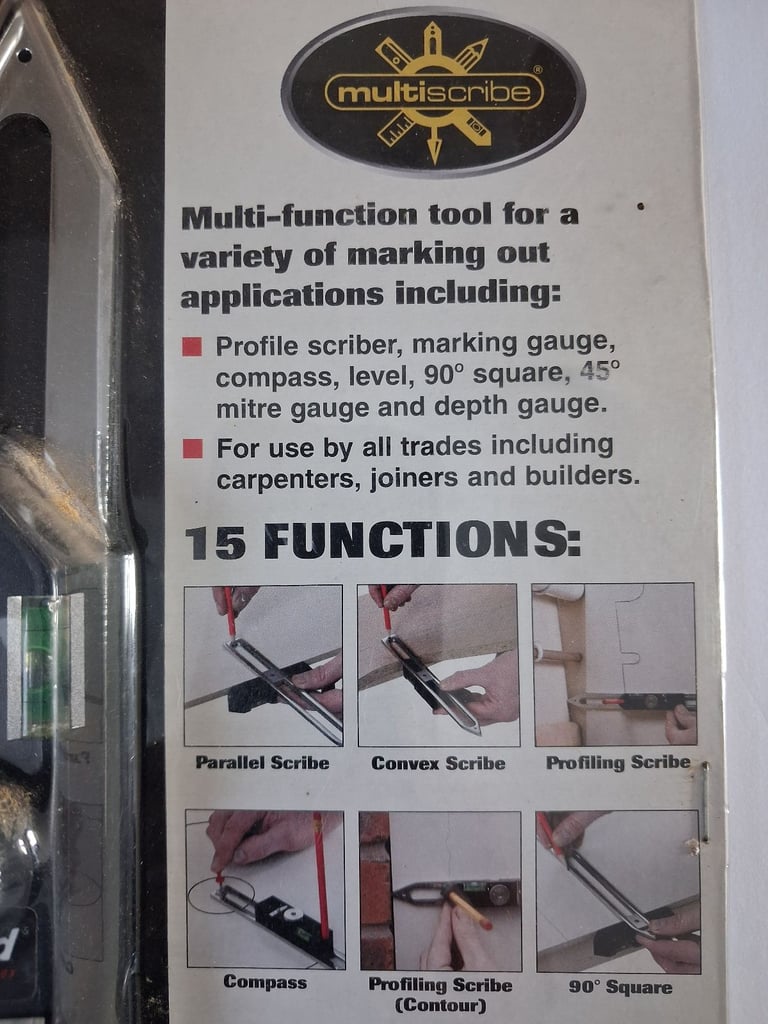 multiscribe®
Multi-function tool for a
variety of marking out
applications including:
Profile scriber, marking gauge,
compass, level, 90° square, 45°
mitre gauge and depth gauge.
For use by all trades including
carpenters, joiners and builders.
15 FUNCTIONS:
Parallel Scribe
Convex Scribe
Profiling Scribe
Compass
Profiling Scribe
(Contour)
90° Square